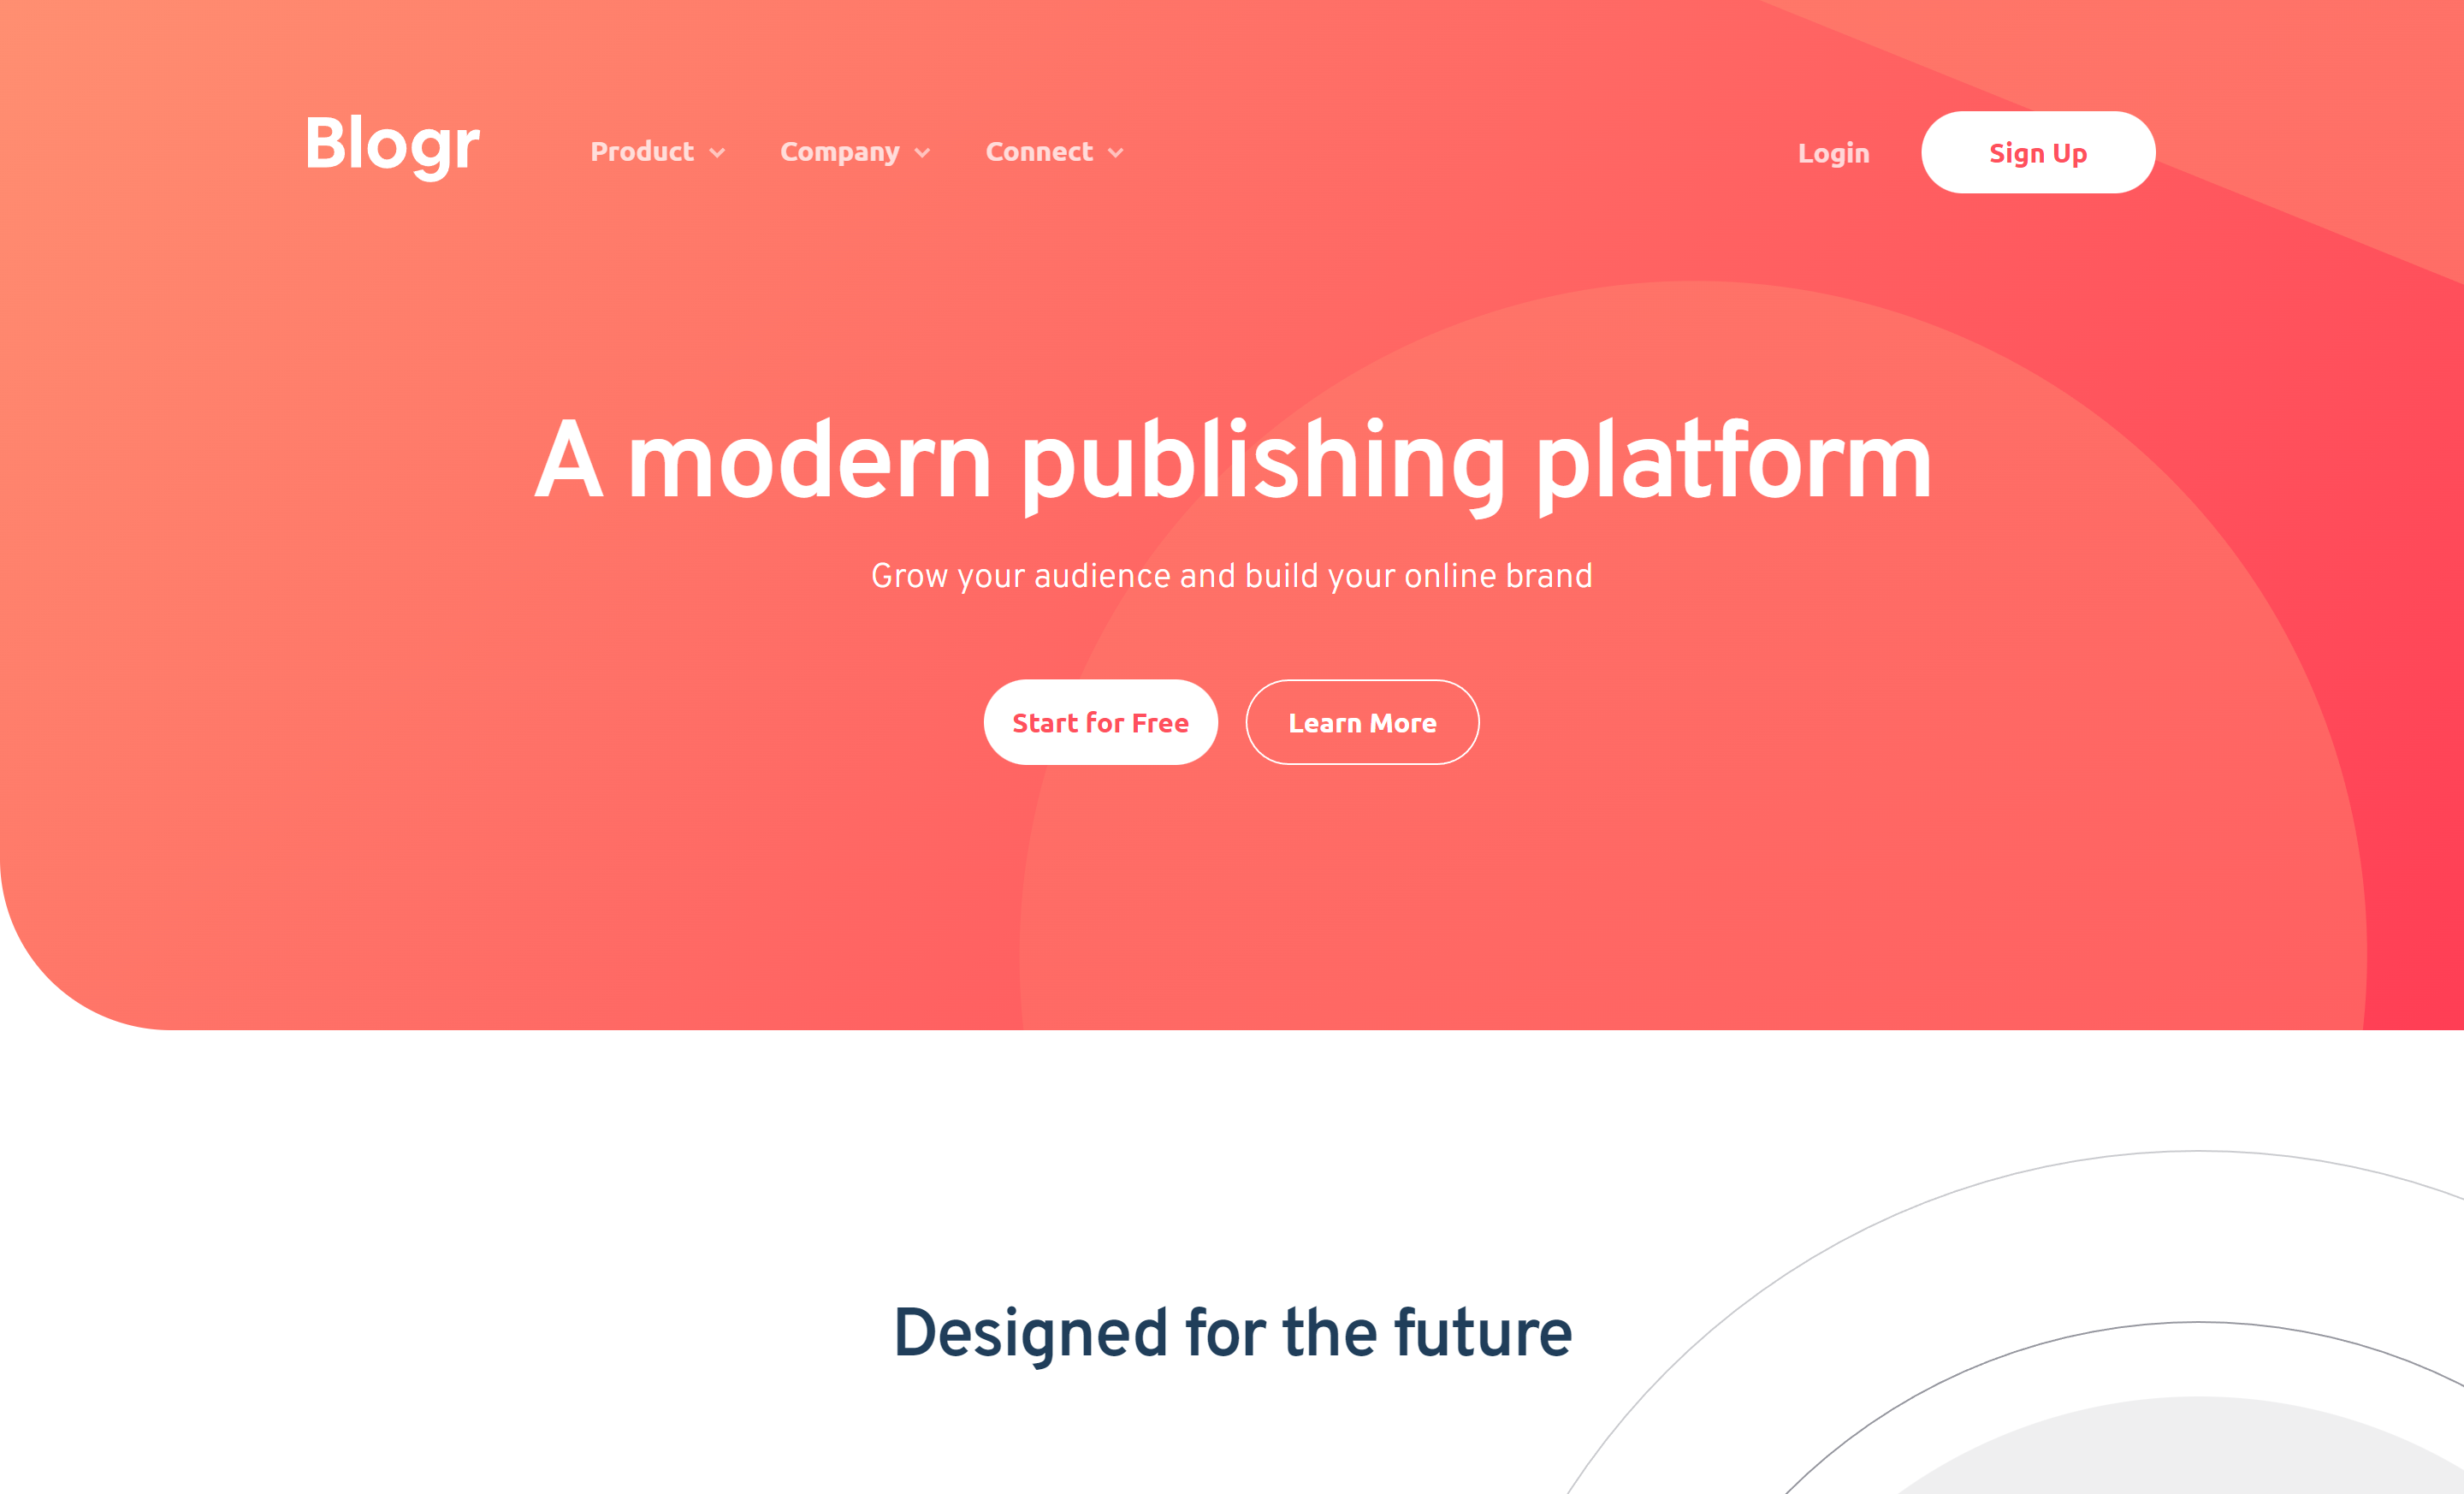 Blogr
Product
Company
Connect
Login
Sign Up
A modern publishing platform
Grow your audience and build your online brand
Start for Free
Learn More
Designed for the future